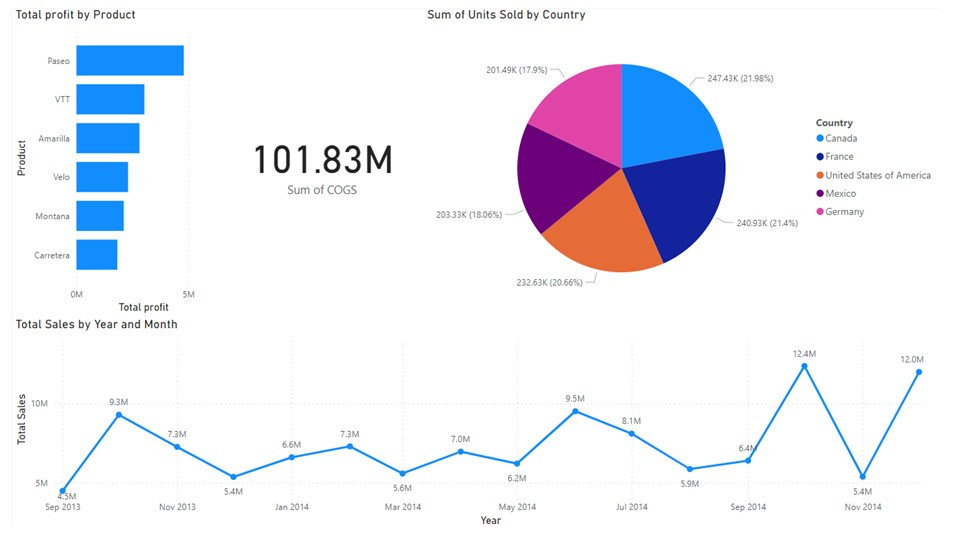 Total profit by Product
Product
Paseo
VTT
Amarilla
Velo
Montana
Carretera
0M
5M
Total profit
101.83M
Sum of COGS
Sum of Units Sold by Country
201.49K (17.9%)
247.43K (21.98%)
203.33K (18.06%)
240.93K (21.4%)
232.63K (20.66%)
Country
Canada
France
United States of America
Mexico
Germany
Total Sales by Year and Month
Total Sales
10M
5M
4.5M
9.3M
7.3M
5.4M
6.6M
7.3M
5.6M
7.0M
6.2M
9.5M
8.1M
5.9M
6.4M
12.4M
5.4M
12.0M
Sep 2013
Nov 2013
Jan 2014
Mar 2014
May 2014
Jul 2014
Sep 2014
Nov 2014
Year